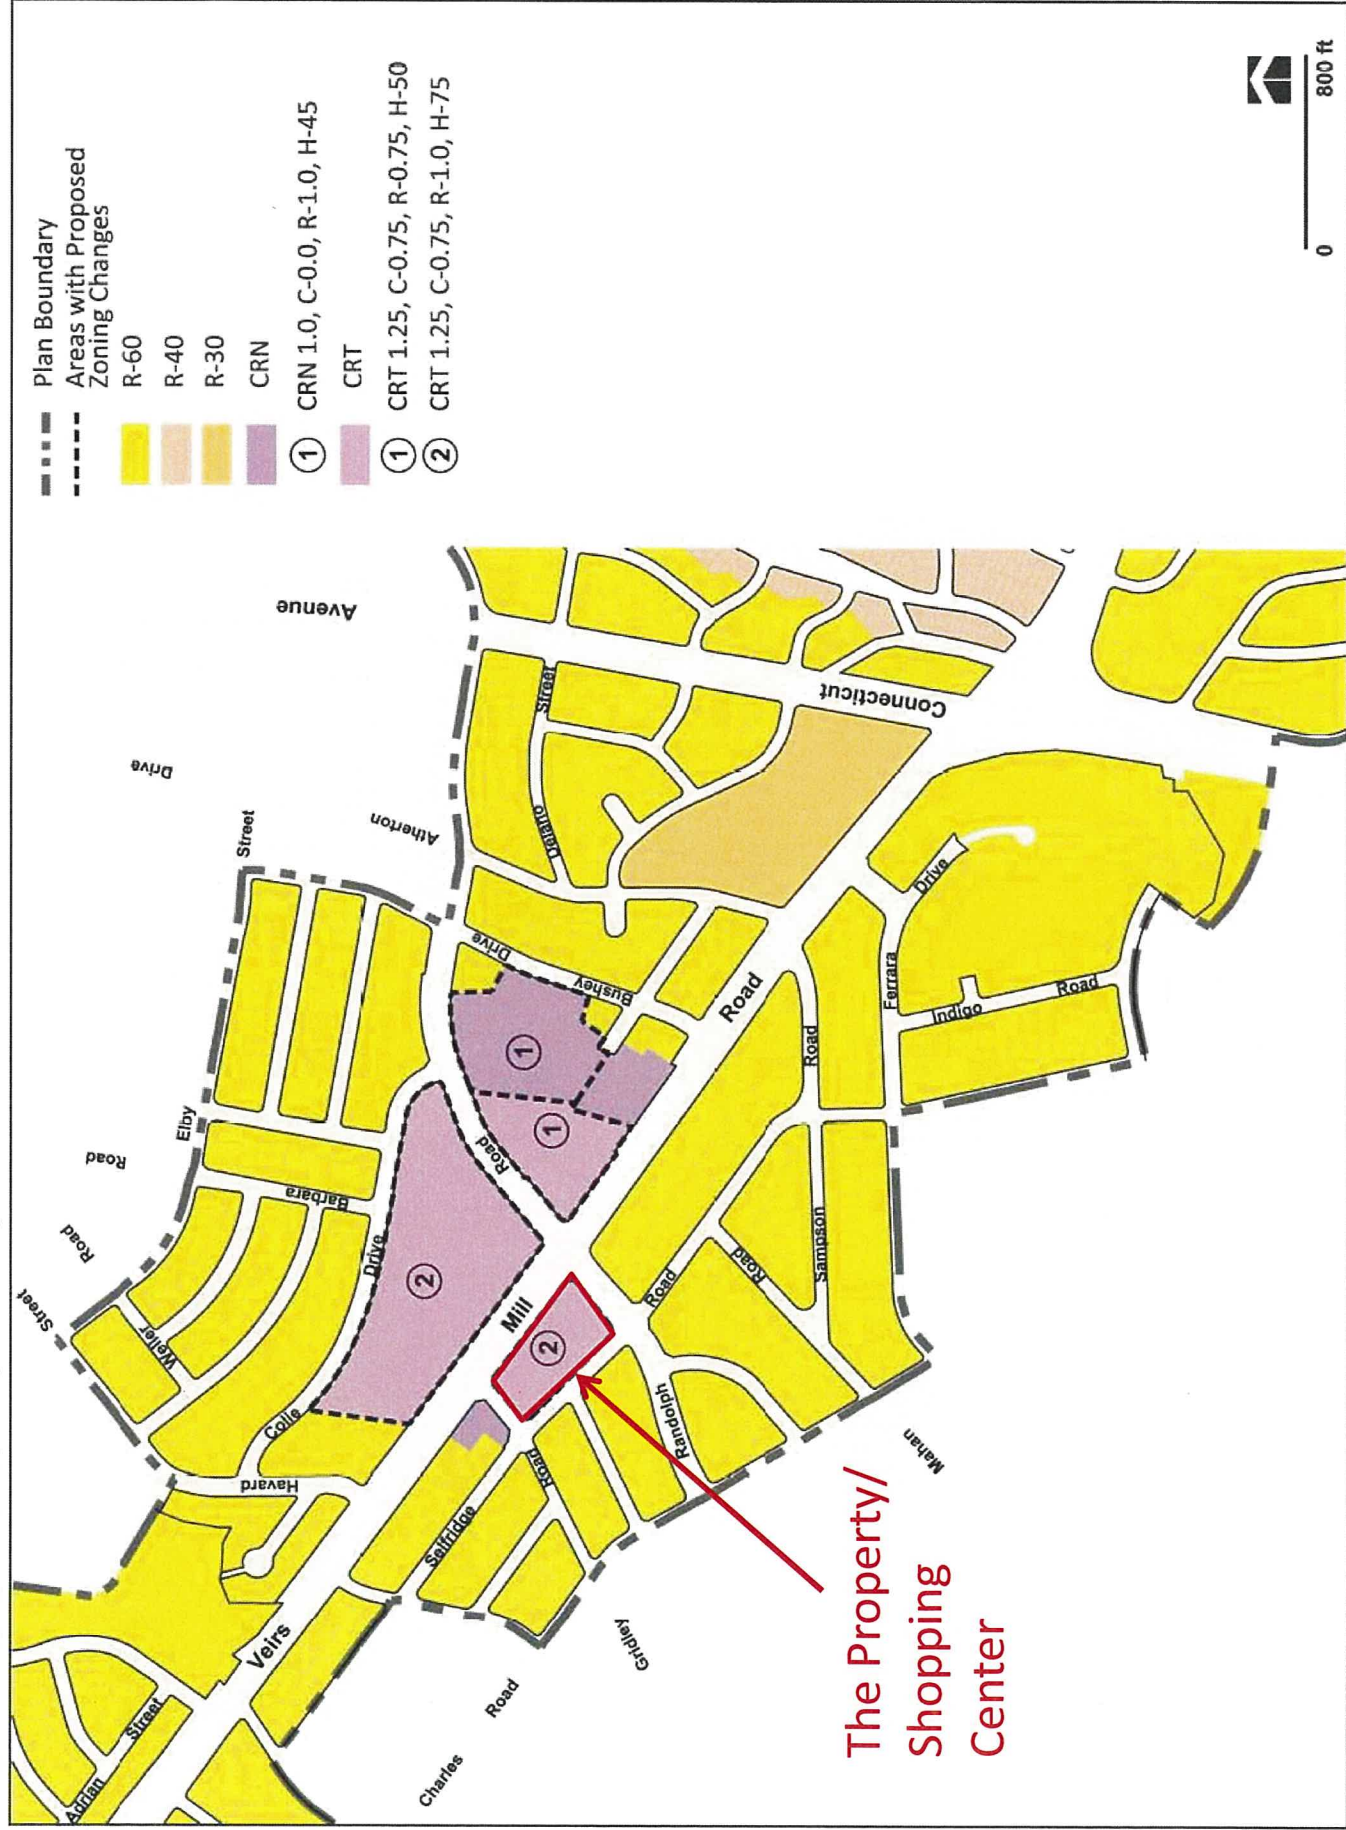 Plan Boundary
Areas with Proposed
Zoning Changes
R-60
R-40
R-30
CRN
1 CRN 1.0, C-0.0, R-1.0, H-45
CRT
1 CRT 1.25, C-0.75, R-0.75, H-50
2 CRT 1.25, C-0.75, R-1.0, H-75
0 800 ft
Street
Road
Road
Drive
Avenue
Elby
Street
Atherton
Weller
Barbara
Drive
Colie
Havard
Street
Delano
Drive
Bushey
Connecticut
Road
1
1
2
2
Veirs
Mill
Road
Adrian
Street
Selfridge
Road
Randolph
Road
Road
Sampson
Road
Ferrara
Drive
Indigo
Road
Charles
Road
Gridley
Mahan
The Property/
Shopping
Center